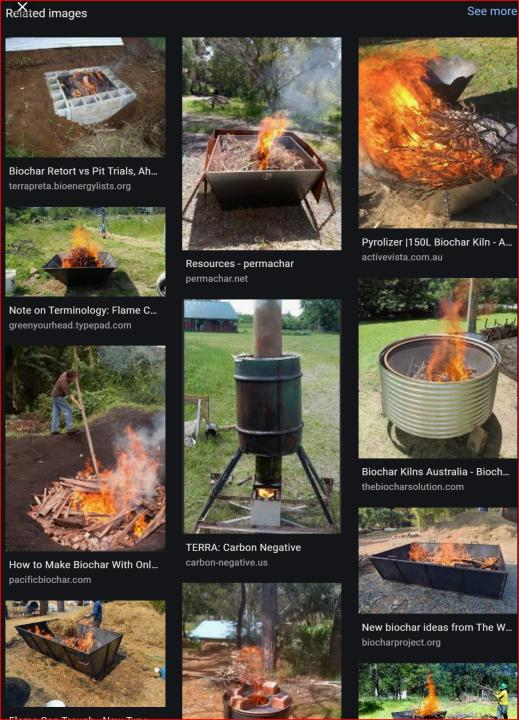 Related images
See more
Biochar Retort vs Pit Trials, Ah...
terrapreta.bioenergylists.org
Note on Terminology: Flame C...
greenyourhead.typepad.com
How to Make Biochar With Onl...
pacificbiochar.com
Resources - permachar
permachar.net
TERRA: Carbon Negative
carbon-negative.us
Pyrolizer |150L Biochar Kiln - A...
activevista.com.au
Biochar Kilns Australia - Bioch...
thebiocharsolution.com
New biochar ideas from The W...
biocharproject.org